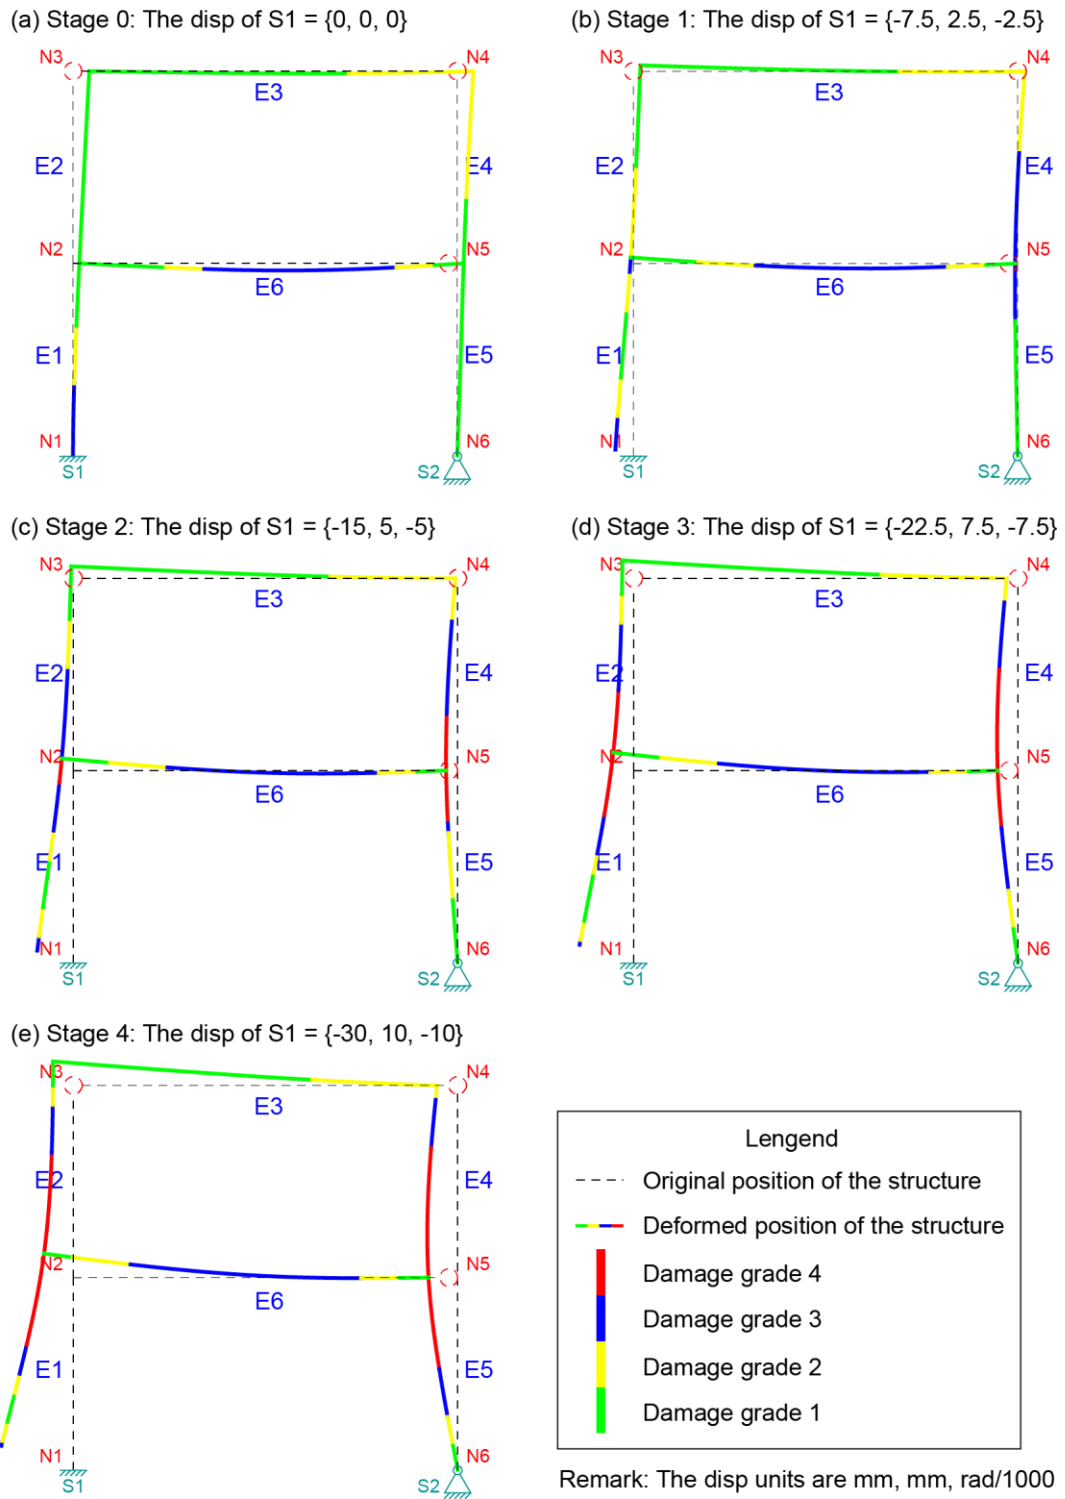 (a) Stage 0: The disp of S1 = {0, 0, 0}
N3
N4
E3
E2
E4
N2
N5
E6
E1
E5
N1
N6
S1
S2
(b) Stage 1: The disp of S1 = {-7.5, 2.5, -2.5}
N3
N4
E3
E2
E4
N2
N5
E6
E1
E5
N1
N6
S1
S2
(c) Stage 2: The disp of S1 = {-15, 5, -5}
N3
N4
E3
E2
E4
N2
N5
E6
E1
E5
N1
N6
S1
S2
(d) Stage 3: The disp of S1 = {-22.5, 7.5, -7.5}
N3
N4
E3
E2
E4
N2
N5
E6
E1
E5
N1
N6
S1
S2
(e) Stage 4: The disp of S1 = {-30, 10, -10}
N3
N4
E3
E2
E4
N2
N5
E6
E1
E5
N1
N6
S1
S2
Lengend
Original position of the structure
Deformed position of the structure
Damage grade 4
Damage grade 3
Damage grade 2
Damage grade 1
Remark: The disp units are mm, mm, rad/1000